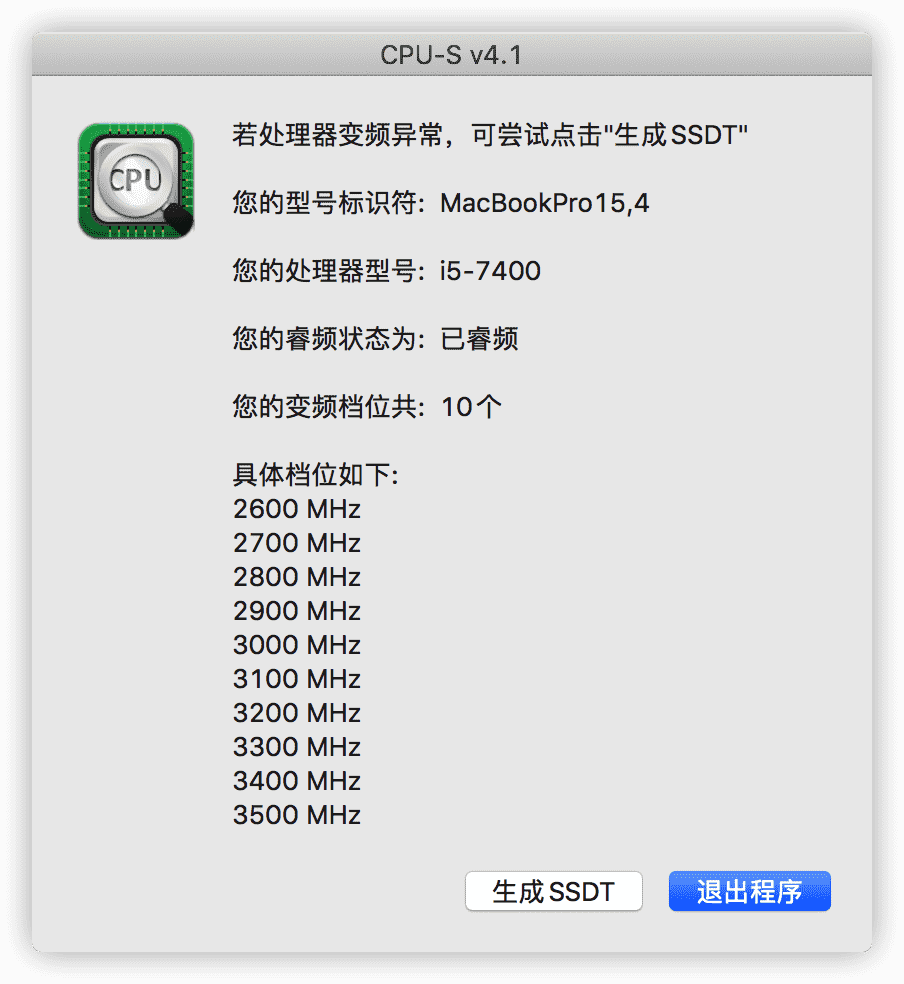 CPU-S v4.1
CPU
若处理器变频异常，可尝试点击"生成SSDT"
您的型号标识符：MacBookPro15,4
您的处理器型号：i5-7400
您的睿频状态为：已睿频
您的变频档位共：10个
具体档位如下:
2600 MHz
2700 MHz
2800 MHz
2900 MHz
3000 MHz
3100 MHz
3200 MHz
3300 MHz
3400 MHz
3500 MHz
生成SSDT
退出程序